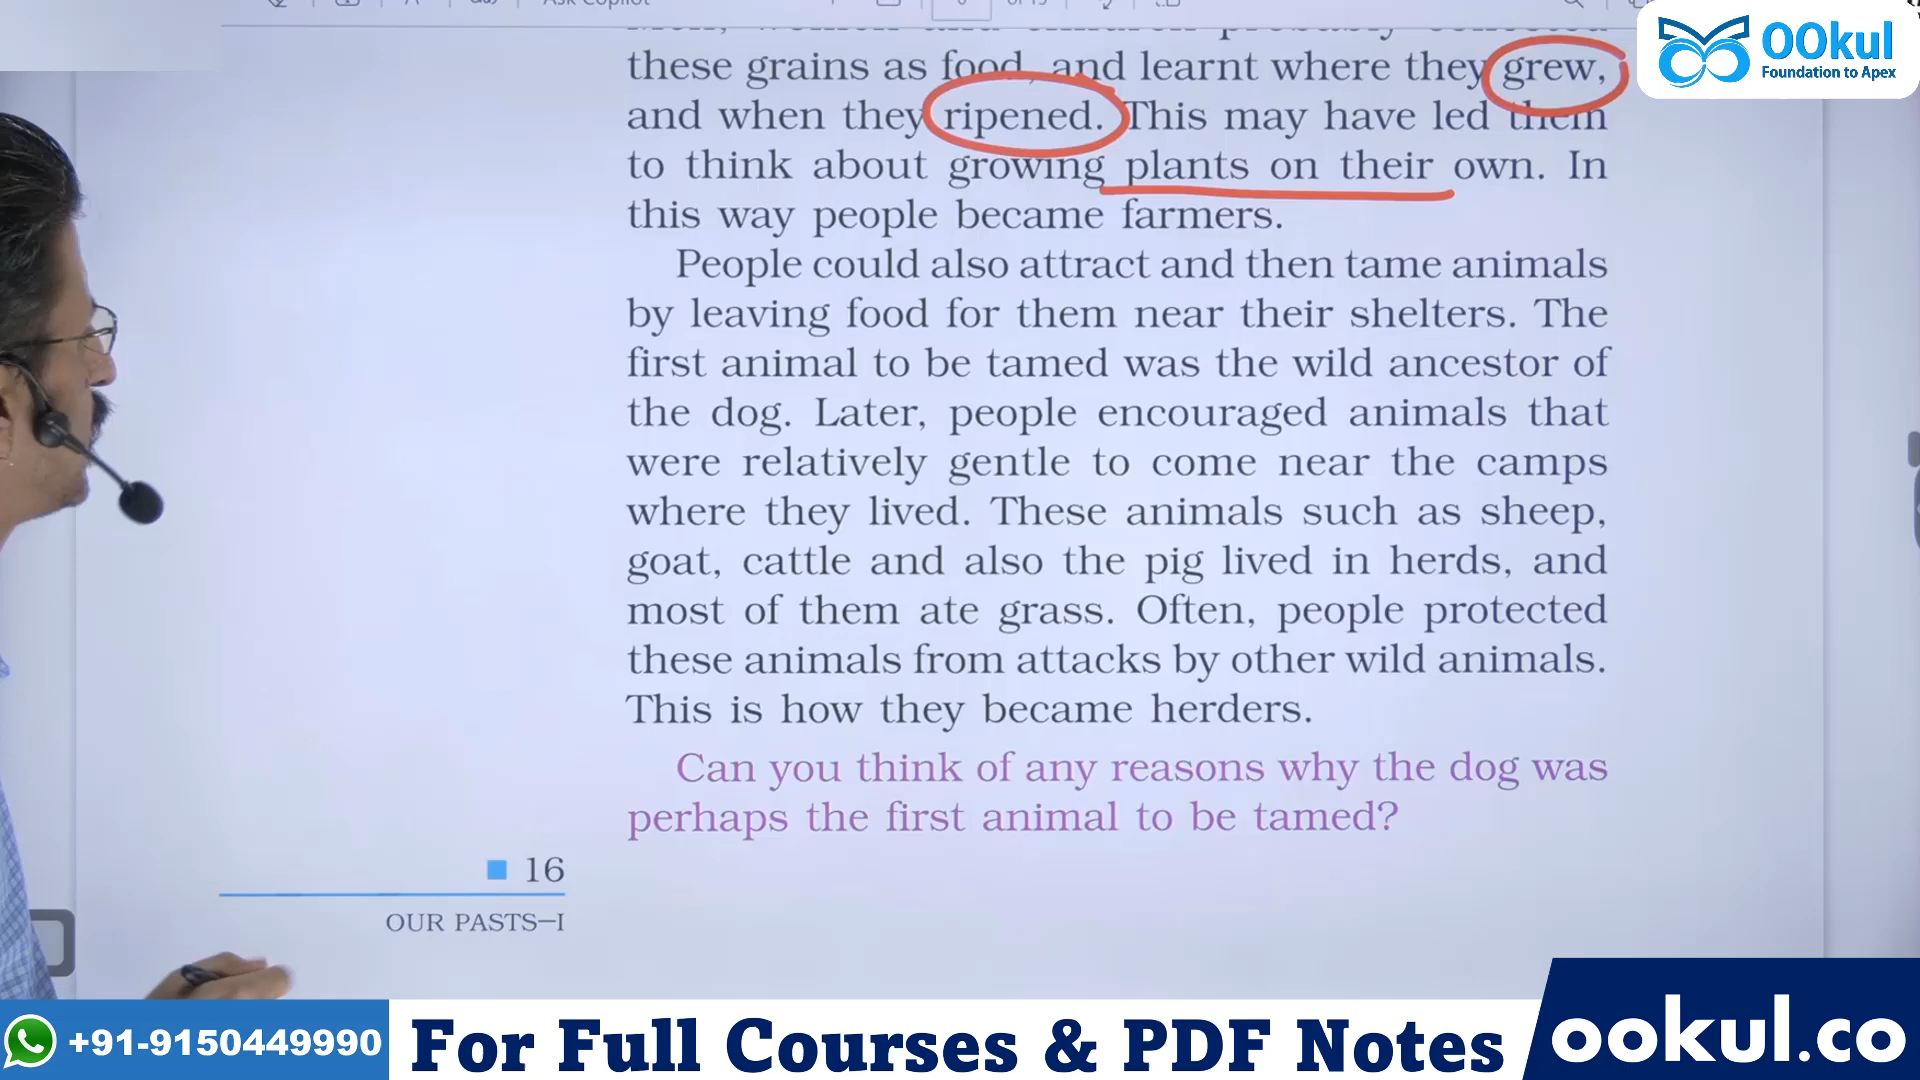 Ask Copilot
OOkul
Foundation to Apex
these grains as food, and learnt where they grew,
and when they ripened. This may have led them
to think about growing plants on their own. In
this way people became farmers.
People could also attract and then tame animals
by leaving food for them near their shelters. The
first animal to be tamed was the wild ancestor of
the dog. Later, people encouraged animals that
were relatively gentle to come near the camps
where they lived. These animals such as sheep,
goat, cattle and also the pig lived in herds, and
most of them ate grass. Often, people protected
these animals from attacks by other wild animals.
This is how they became herders.
Can you think of any reasons why the dog was
perhaps the first animal to be tamed?
16
OUR PASTS—I
+91-9150449990
For Full Courses & PDF Notes
ookul.co